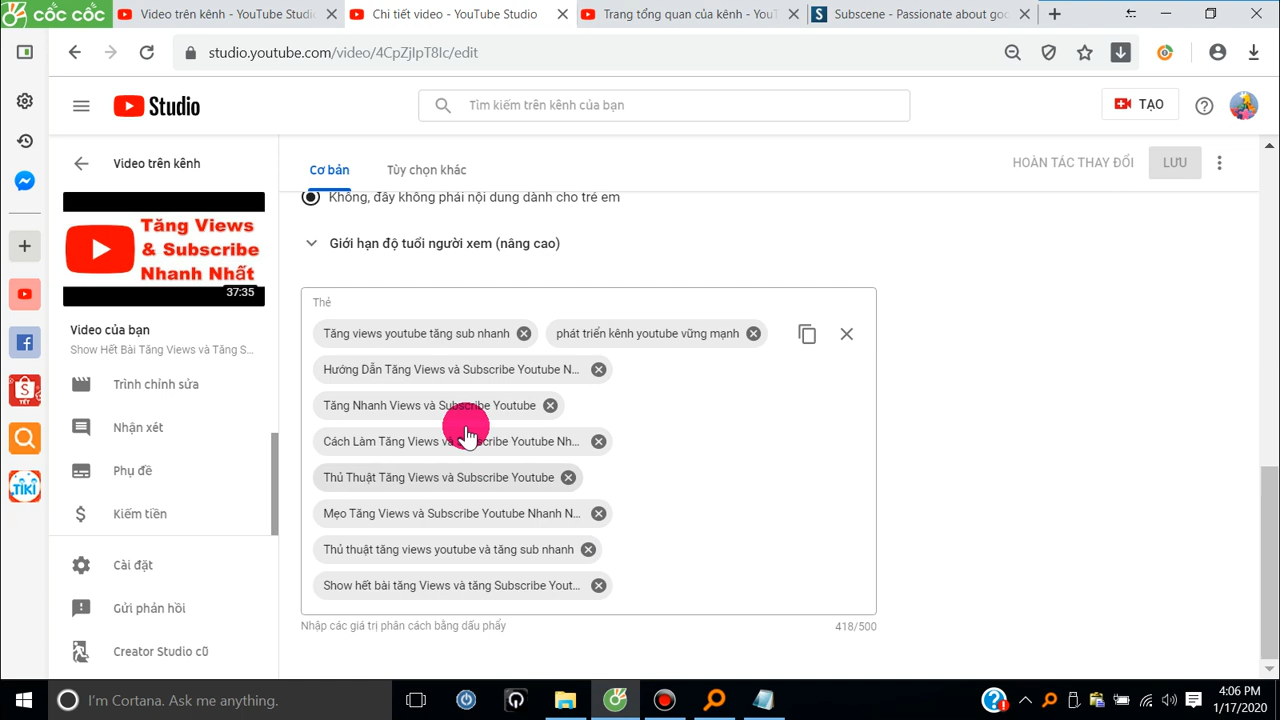 cốc cốc
Video trên kênh - YouTube Studio
Chi tiết video - YouTube Studio
Trang tổng quan của kênh - YouT
Subscene - Passionate about goo
studio.youtube.com/video/4CpZjIpT8Ic/edit
Studio
Tìm kiếm trên kênh của bạn
TẠO
Video trên kênh
Cơ bản
Tùy chọn khác
HOÀN TÁC THAY ĐỔI
LƯU
Không, đây không phải nội dung dành cho trẻ em
Giới hạn độ tuổi người xem (nâng cao)
Tăng Views
& Subscribe
Nhanh Nhất
37:35
Video của bạn
Show Hết Bài Tăng Views và Tăng S...
Trình chỉnh sửa
Nhận xét
Phụ đề
Kiếm tiền
Cài đặt
Gửi phản hồi
Creator Studio cũ
TẾT
TIKI
Thẻ
Tăng views youtube tăng sub nhanh
phát triển kênh youtube vững mạnh
Hướng Dẫn Tăng Views và Subscribe Youtube N...
Tăng Nhanh Views và Subscribe Youtube
Cách Làm Tăng Views và Subscribe Youtube Nh...
Thủ Thuật Tăng Views và Subscribe Youtube
Mẹo Tăng Views và Subscribe Youtube Nhanh N...
Thủ thuật tăng views youtube và tăng sub nhanh
Show hết bài tăng Views và tăng Subscribe Yout...
Nhập các giá trị phân cách bằng dấu phẩy
418/500
I'm Cortana. Ask me anything.
4:06 PM
1/17/2020